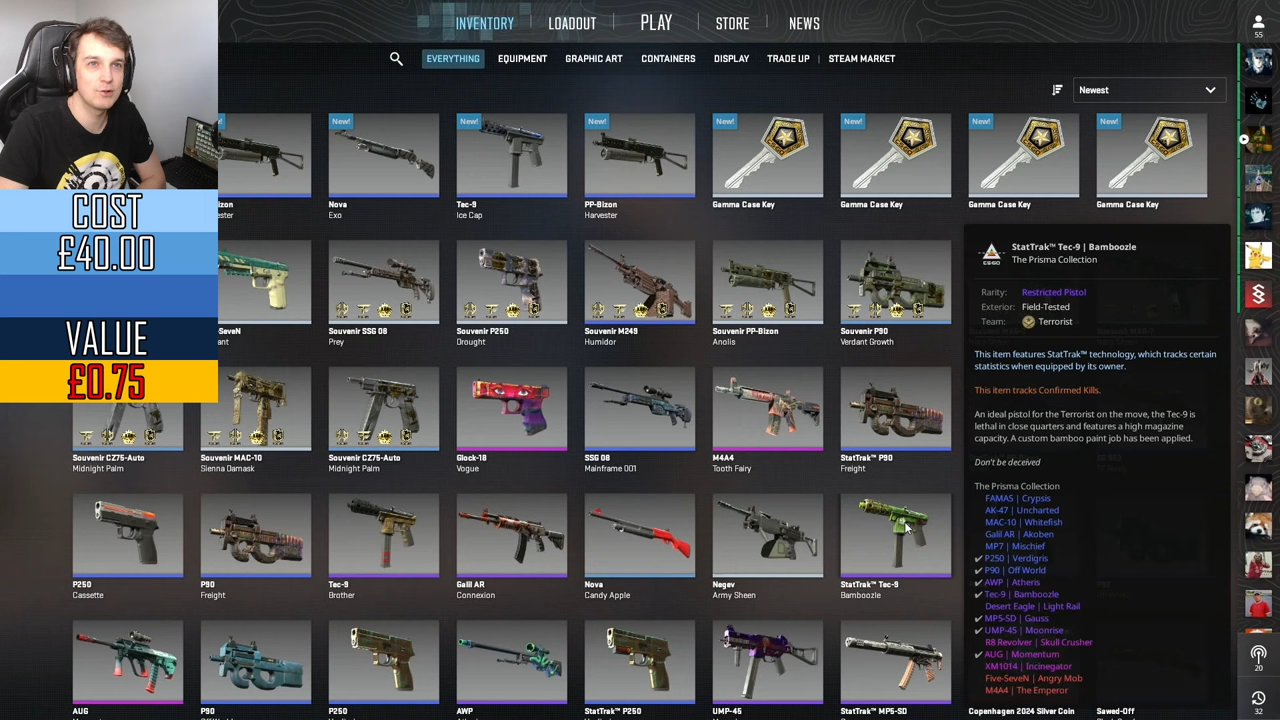 INVENTORY LOADOUT PLAY STORE NEWS
55
EVERYTHING EQUIPMENT GRAPHIC ART CONTAINERS DISPLAY TRADE UP STEAM MARKET
Newest
New! New! New! New! New! New! New!
Nova Tec-9 PP-Bizon Gamma Case Key Gamma Case Key Gamma Case Key Gamma Case Key
Exo Ice Cap Harvester
COST
£40.00
VALUE
£0.75
Souvenir SSG 08 Souvenir P250 Souvenir M249 Souvenir PP-Bizon Souvenir P90
Prey Drought Humidor Anolis Verdant Growth
Souvenir CZ75-Auto Souvenir MAC-10 Souvenir CZ75-Auto Glock-18 SSG 08 M4A4 StatTrak™ P90
Midnight Palm Sienna Damask Midnight Palm Vogue Mainframe 001 Tooth Fairy Freight
P250 P90 Tec-9 Galil AR Nova Negev StatTrak™ Tec-9
Cassette Freight Brother Connexion Candy Apple Army Sheen Bamboozle
AUG P90 P250 AWP StatTrak™ P250 UMP-45 StatTrak™ MP5-SD Copenhagen 2024 Silver Coin Sawed-Off
CSGO
StatTrak™ Tec-9 | Bamboozle
The Prisma Collection
Rarity: Restricted Pistol
Exterior: Field-Tested
Team: Terrorist
This item features StatTrak™ technology, which tracks certain
statistics when equipped by its owner.
This item tracks Confirmed Kills.
An ideal pistol for the Terrorist on the move, the Tec-9 is
lethal in close quarters and features a high magazine
capacity. A custom bamboo paint job has been applied.
Don't be deceived
The Prisma Collection
FAMAS | Crypsis
AK-47 | Uncharted
MAC-10 | Whitefish
Galil AR | Akoben
MP7 | Mischief
✔ P250 | Verdigris
✔ P90 | Off World
✔ AWP | Atheris
✔ Tec-9 | Bamboozle
Desert Eagle | Light Rail
✔ MP5-SD | Gauss
✔ UMP-45 | Moonrise
R8 Revolver | Skull Crusher
✔ AUG | Momentum
XM1014 | Incinegator
Five-SeveN | Angry Mob
M4A4 | The Emperor
20
32